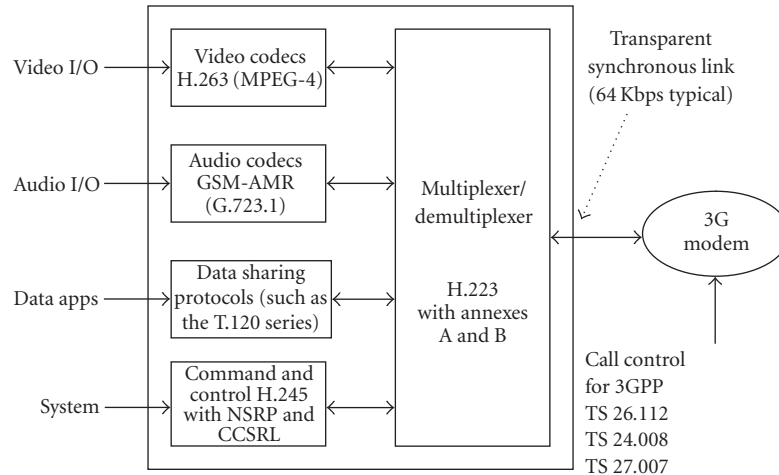 Video I/O
Video codecs
H.263 (MPEG-4)
Audio I/O
Audio codecs
GSM-AMR
(G.723.1)
Data apps
Data sharing
protocols (such as
the T.120 series)
System
Command and
control H.245
with NSRP and
CCSRL
Multiplexer/
demultiplexer
H.223
with annexes
A and B
Transparent
synchronous link
(64 Kbps typical)
3G
modem
Call control
for 3GPP
TS 26.112
TS 24.008
TS 27.007